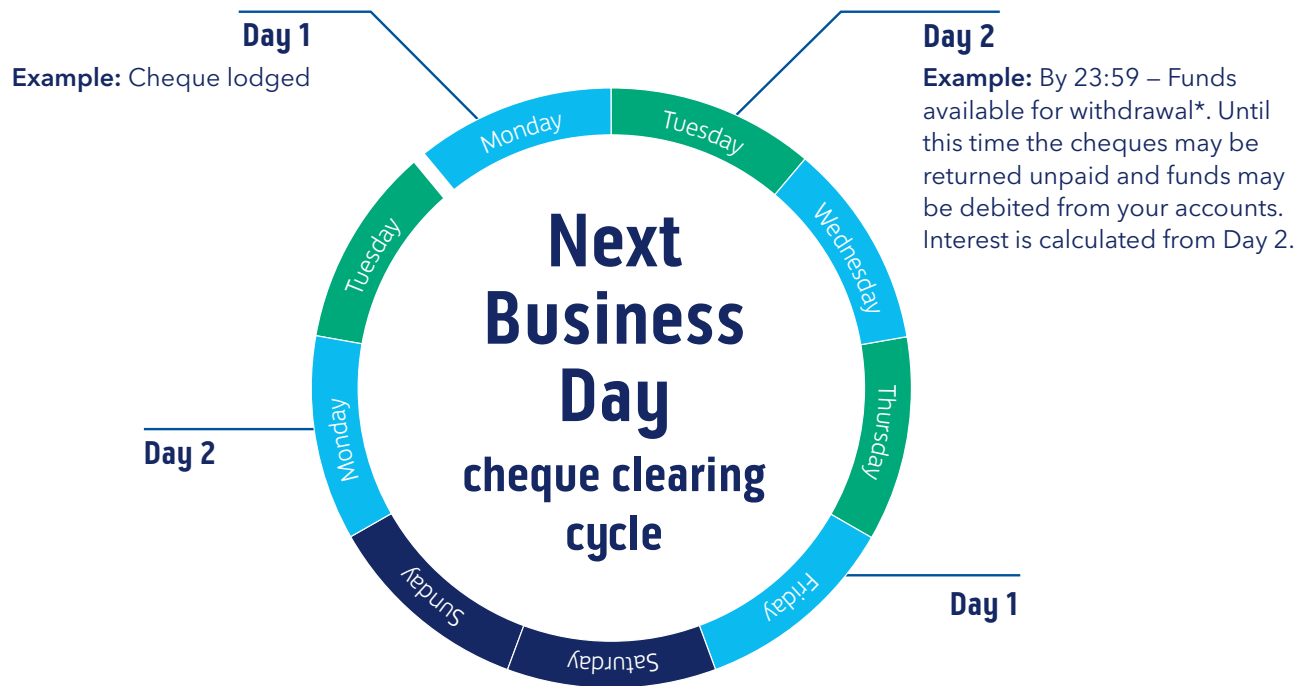 Day 1
Example: Cheque lodged
Day 2
Example: By 23:59 – Funds
available for withdrawal*. Until
this time the cheques may be
returned unpaid and funds may
be debited from your accounts.
Interest is calculated from Day 2.
Monday
Tuesday
Wednesday
Thursday
Friday
Saturday
Sunday
Monday
Tuesday
Next
Business
Day
cheque clearing
cycle
Day 2
Day 1